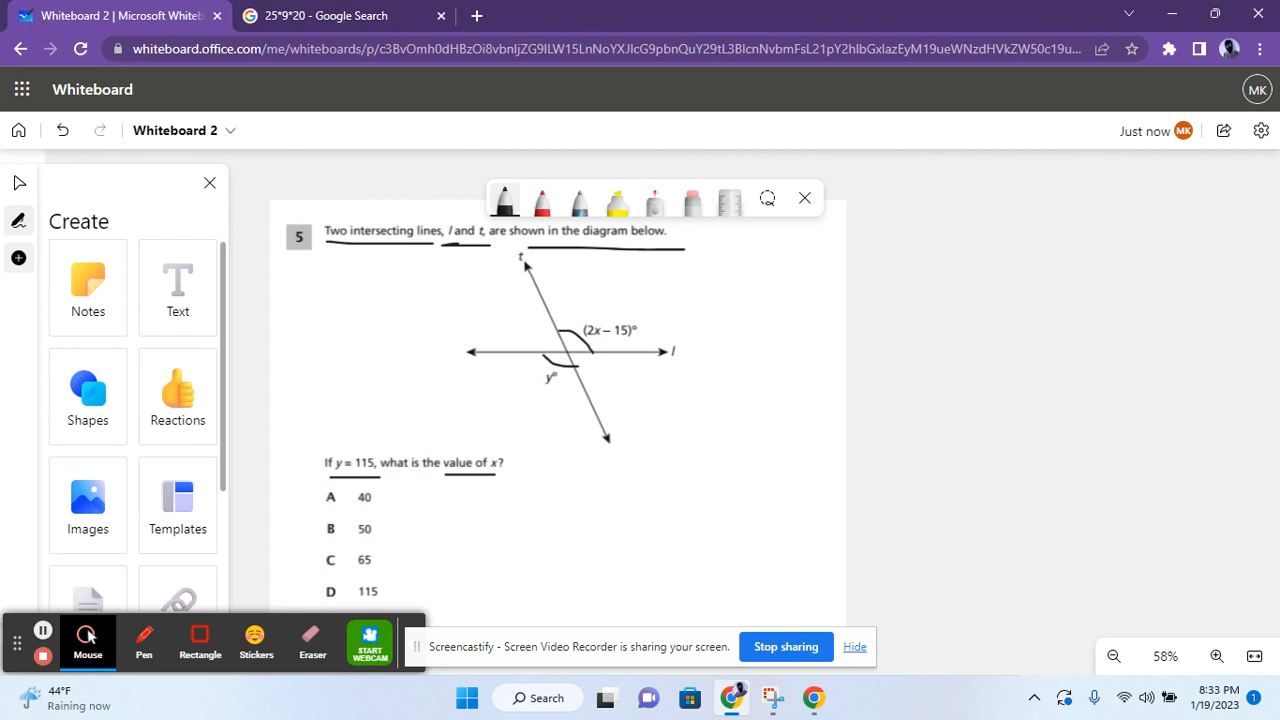 Whiteboard 2 | Microsoft Whiteb
25*9*20 - Google Search
whiteboard.office.com
Whiteboard
MK
Whiteboard 2
Just now MK
Create
Notes
Text
Shapes
Reactions
Images
Templates
5 Two intersecting lines, l and t, are shown in the diagram below.
t
(2x – 15)°
l
y°
If y = 115, what is the value of x?
A 40
B 50
C 65
D 115
Mouse
Pen
Rectangle
Stickers
Eraser
START
WEBCAM
Screencastify - Screen Video Recorder is sharing your screen.
Stop sharing
Hide
58%
44°F
Raining now
Search
8:33 PM
1/19/2023
1